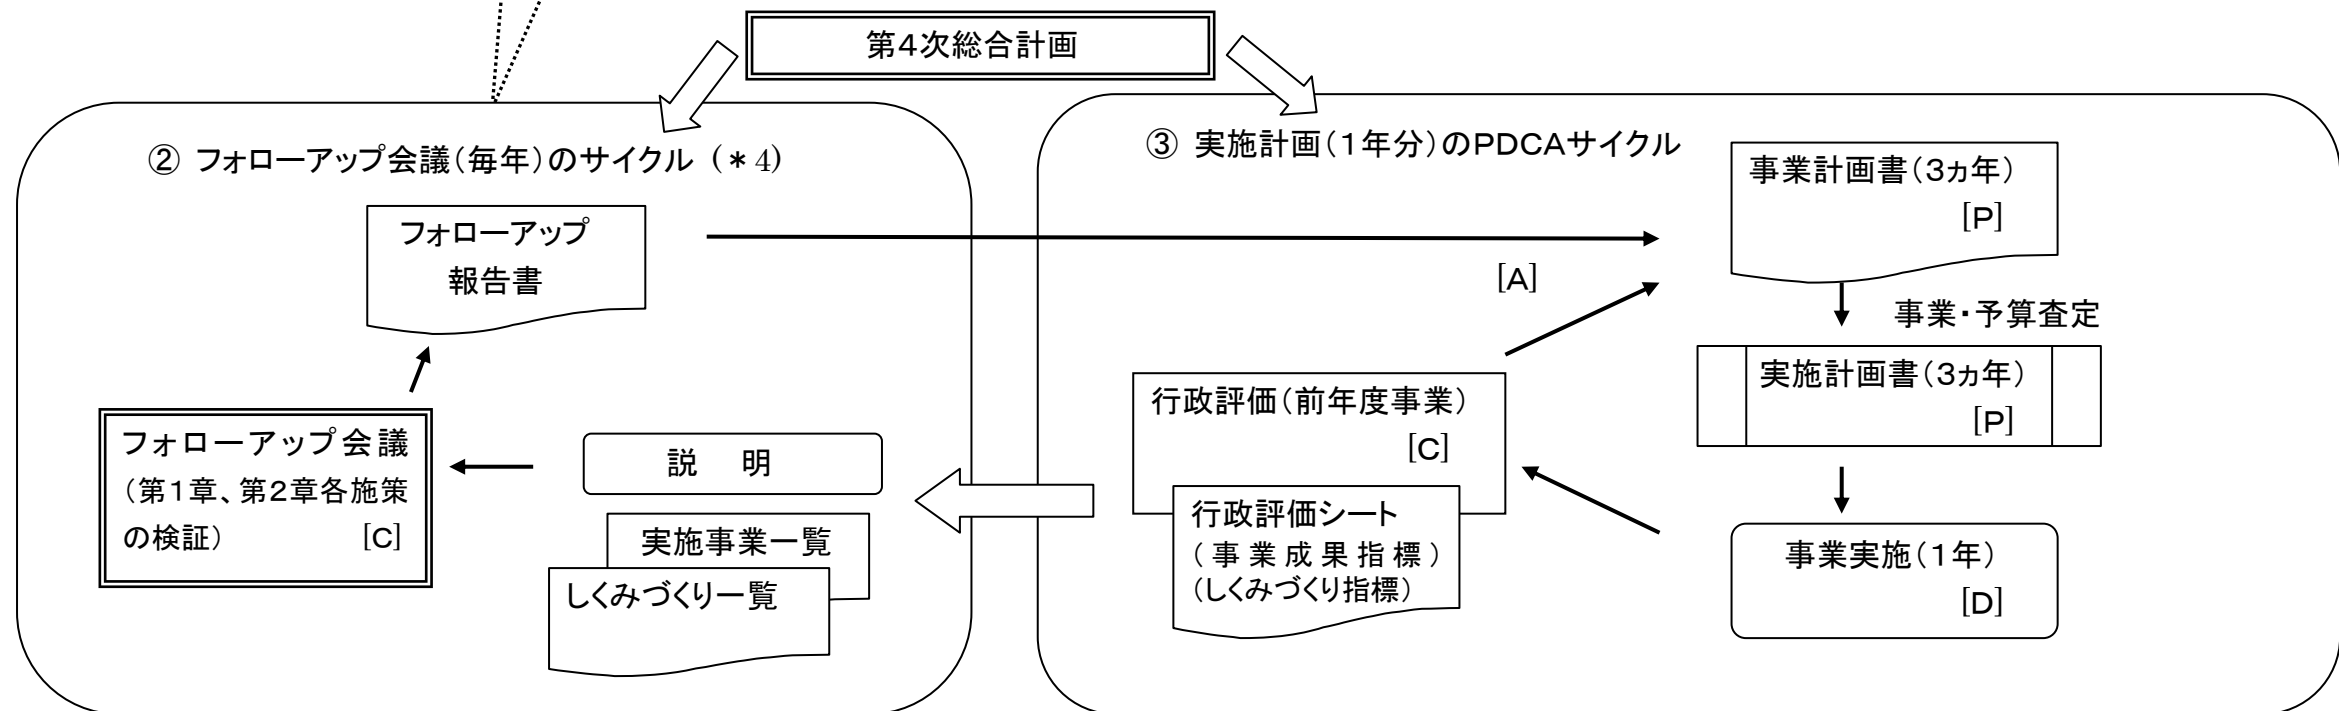 第４次総合計画
② フォローアップ会議（毎年）のサイクル（＊4）
フォローアップ
報告書
フォローアップ会議
（第１章、第２章各施策
の検証） [C]
説　明
実施事業一覧
しくみづくり一覧
③ 実施計画（１年分）のPDCAサイクル
事業計画書（３ヵ年）
[P]
[A]
事業・予算査定
実施計画書（３ヵ年）
[P]
行政評価（前年度事業）
[C]
行政評価シート
（事業成果指標）
（しくみづくり指標）
事業実施（１年）
[D]